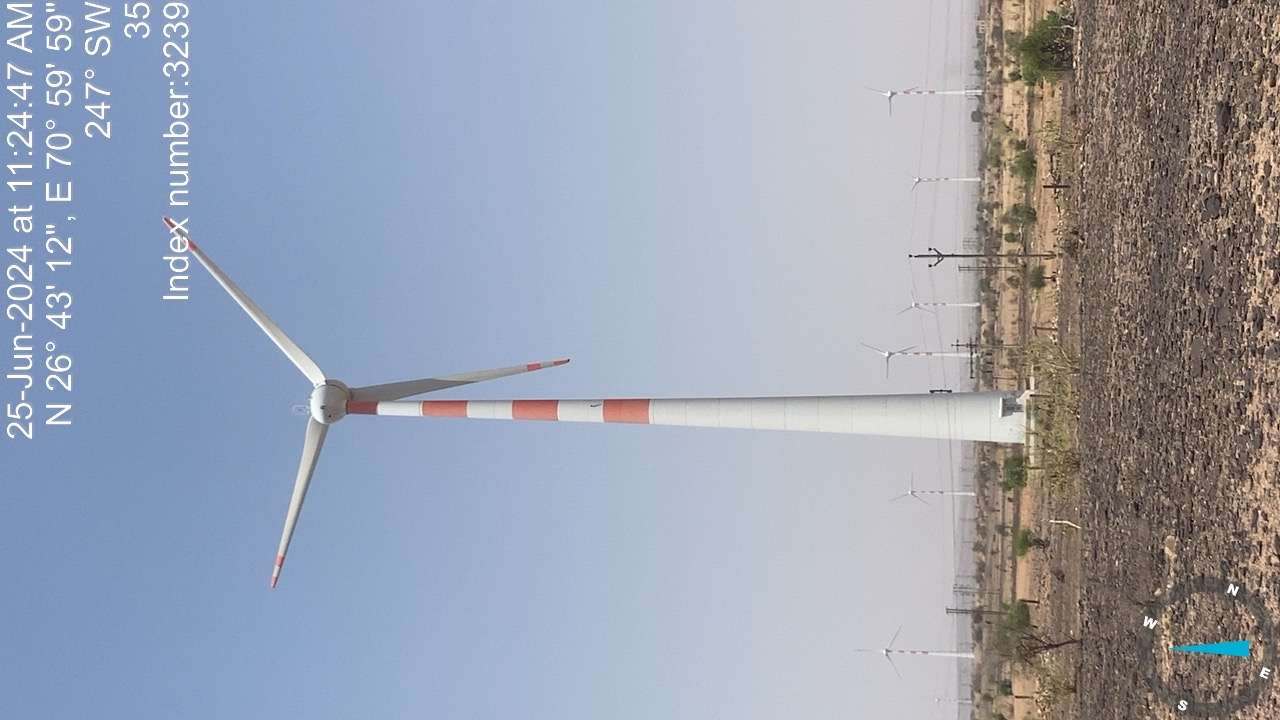 25-Jun-2024 at 11:24:47 AM
N 26° 43' 12", E 70° 59' 59"
247° SW
35
Index number:3239
N
W
E
S